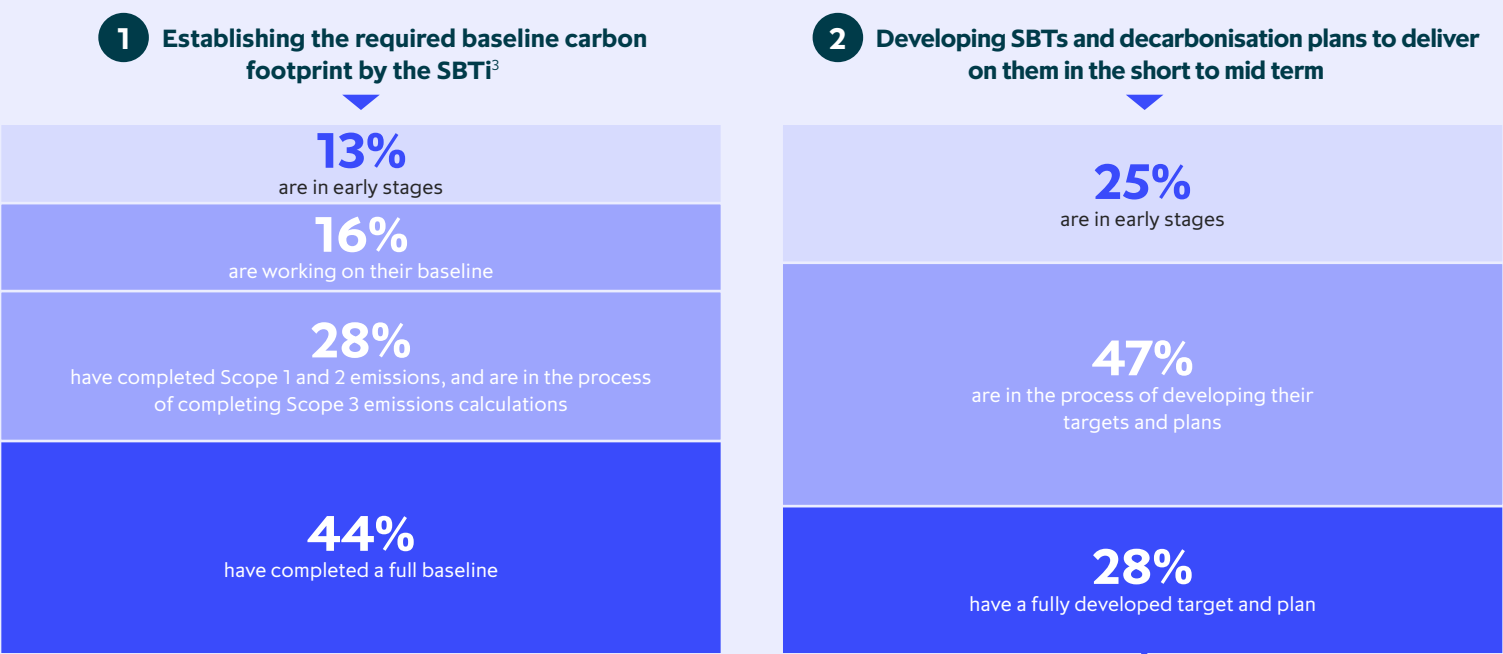 1
Establishing the required baseline carbon
footprint by the SBTi³
13%
are in early stages
16%
are working on their baseline
28%
have completed Scope 1 and 2 emissions, and are in the process
of completing Scope 3 emissions calculations
44%
have completed a full baseline
2
Developing SBTs and decarbonisation plans to deliver
on them in the short to mid term
25%
are in early stages
47%
are in the process of developing their
targets and plans
28%
have a fully developed target and plan